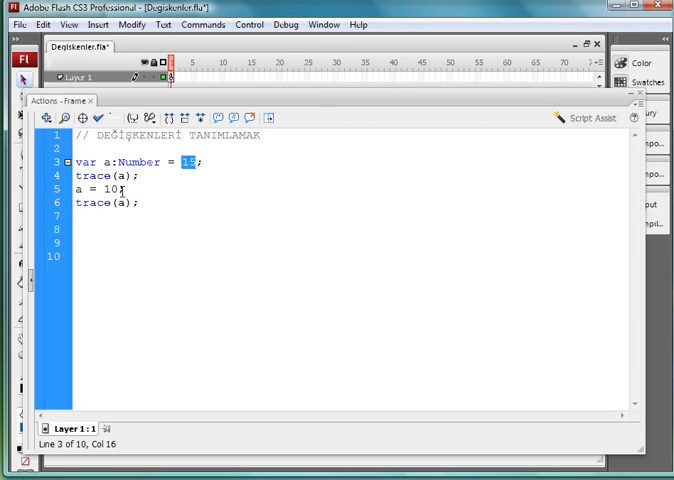 Adobe Flash CS3 Professional - [Degiskenler.fla*]
File Edit View Insert Modify Text Commands Control Debug Window Help
Degiskenler.fla*
5 10 15 20 25 30 35 40 45 50 55 60 65 70 75
Fl
Layer 1
Color
Swatches
Actions - Frame
Script Assist
1 // DEĞİŞKENLERİ TANIMLAMAK
2
3 var a:Number = 15;
4 trace(a);
5 a = 10;
6 trace(a);
7
8
9
10
Layer 1 : 1
Line 3 of 10, Col 16